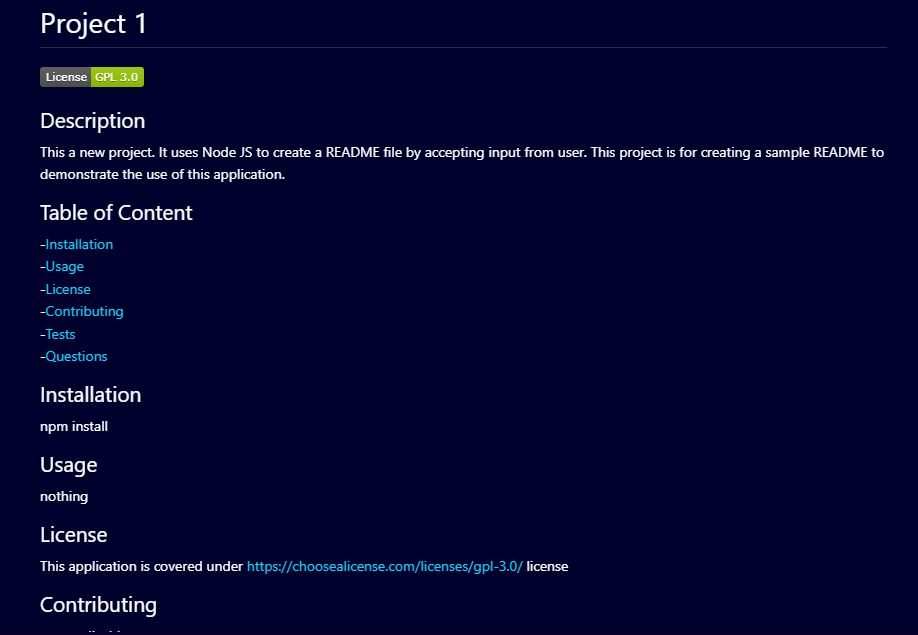 Project 1
License GPL 3.0
Description
This a new project. It uses Node JS to create a README file by accepting input from user. This project is for creating a sample README to
demonstrate the use of this application.
Table of Content
-Installation
-Usage
-License
-Contributing
-Tests
-Questions
Installation
npm install
Usage
nothing
License
This application is covered under https://choosealicense.com/licenses/gpl-3.0/ license
Contributing